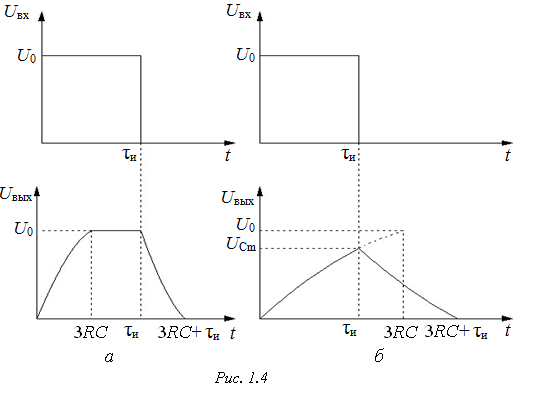 Uвх Uвх
U0 U0
τи t τи t
Uвых Uвых
U0 U0
UCm
3RC τи 3RC+τи t τи 3RC 3RC+τи t
а б
Рис. 1.4